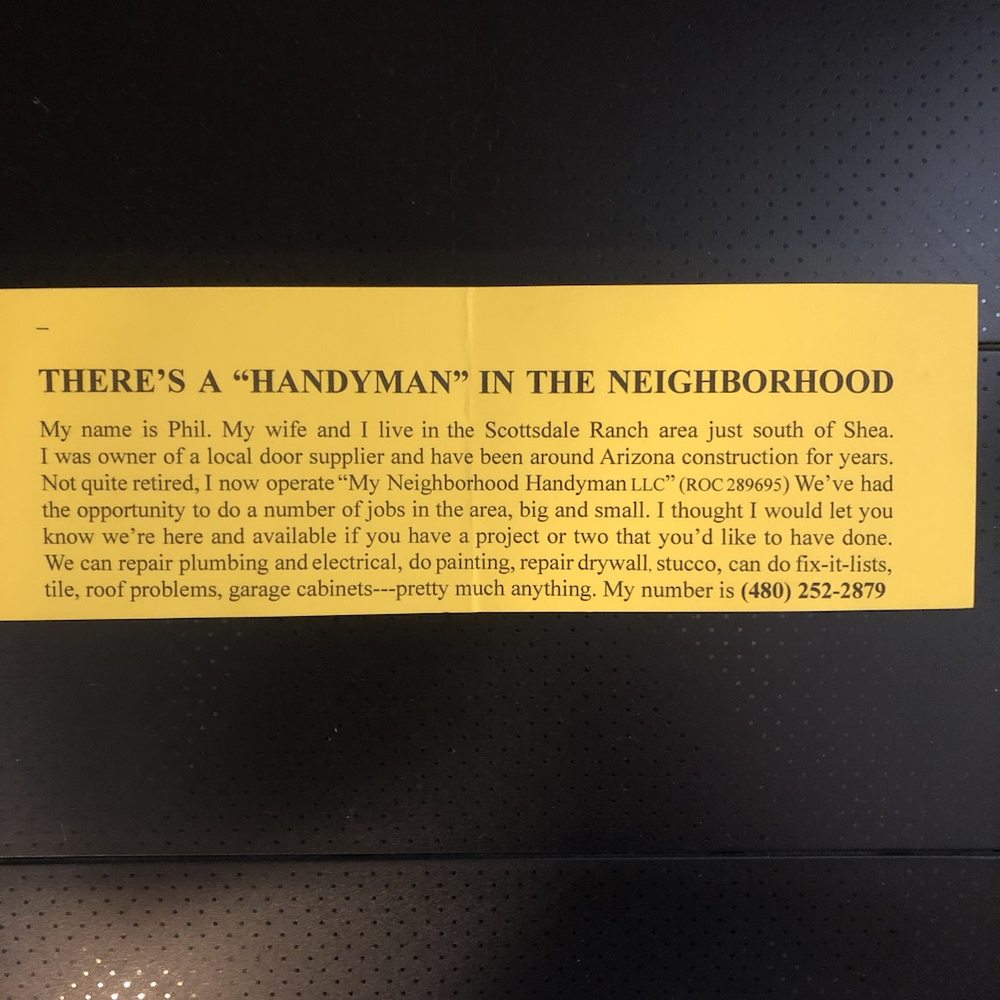 THERE’S A “HANDYMAN” IN THE NEIGHBORHOOD
My name is Phil. My wife and I live in the Scottsdale Ranch area just south of Shea.
I was owner of a local door supplier and have been around Arizona construction for years.
Not quite retired, I now operate “My Neighborhood Handyman LLC” (ROC 289695) We’ve had
the opportunity to do a number of jobs in the area, big and small. I thought I would let you
know we’re here and available if you have a project or two that you’d like to have done.
We can repair plumbing and electrical, do painting, repair drywall, stucco, can do fix-it-lists,
tile, roof problems, garage cabinets---pretty much anything. My number is (480) 252-2879